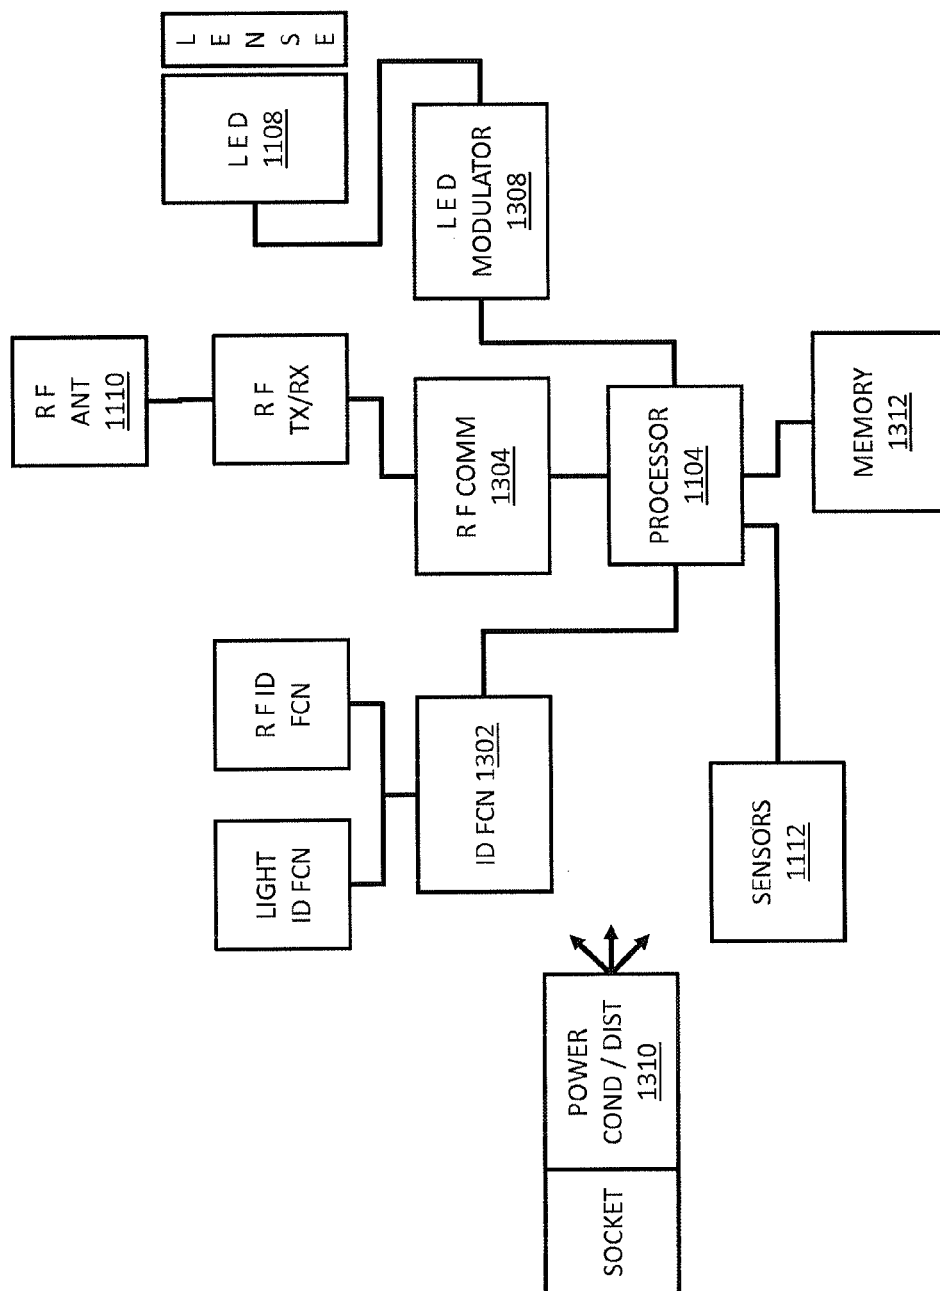 R F
ANT
1110
R F
TX/RX
R F COMM
1304
L E D
1108
L E N S E
L E D
MODULATOR
1308
LIGHT
ID FCN
R F ID
FCN
ID FCN 1302
PROCESSOR
1104
MEMORY
1312
SENSORS
1112
SOCKET
POWER
COND / DIST
1310